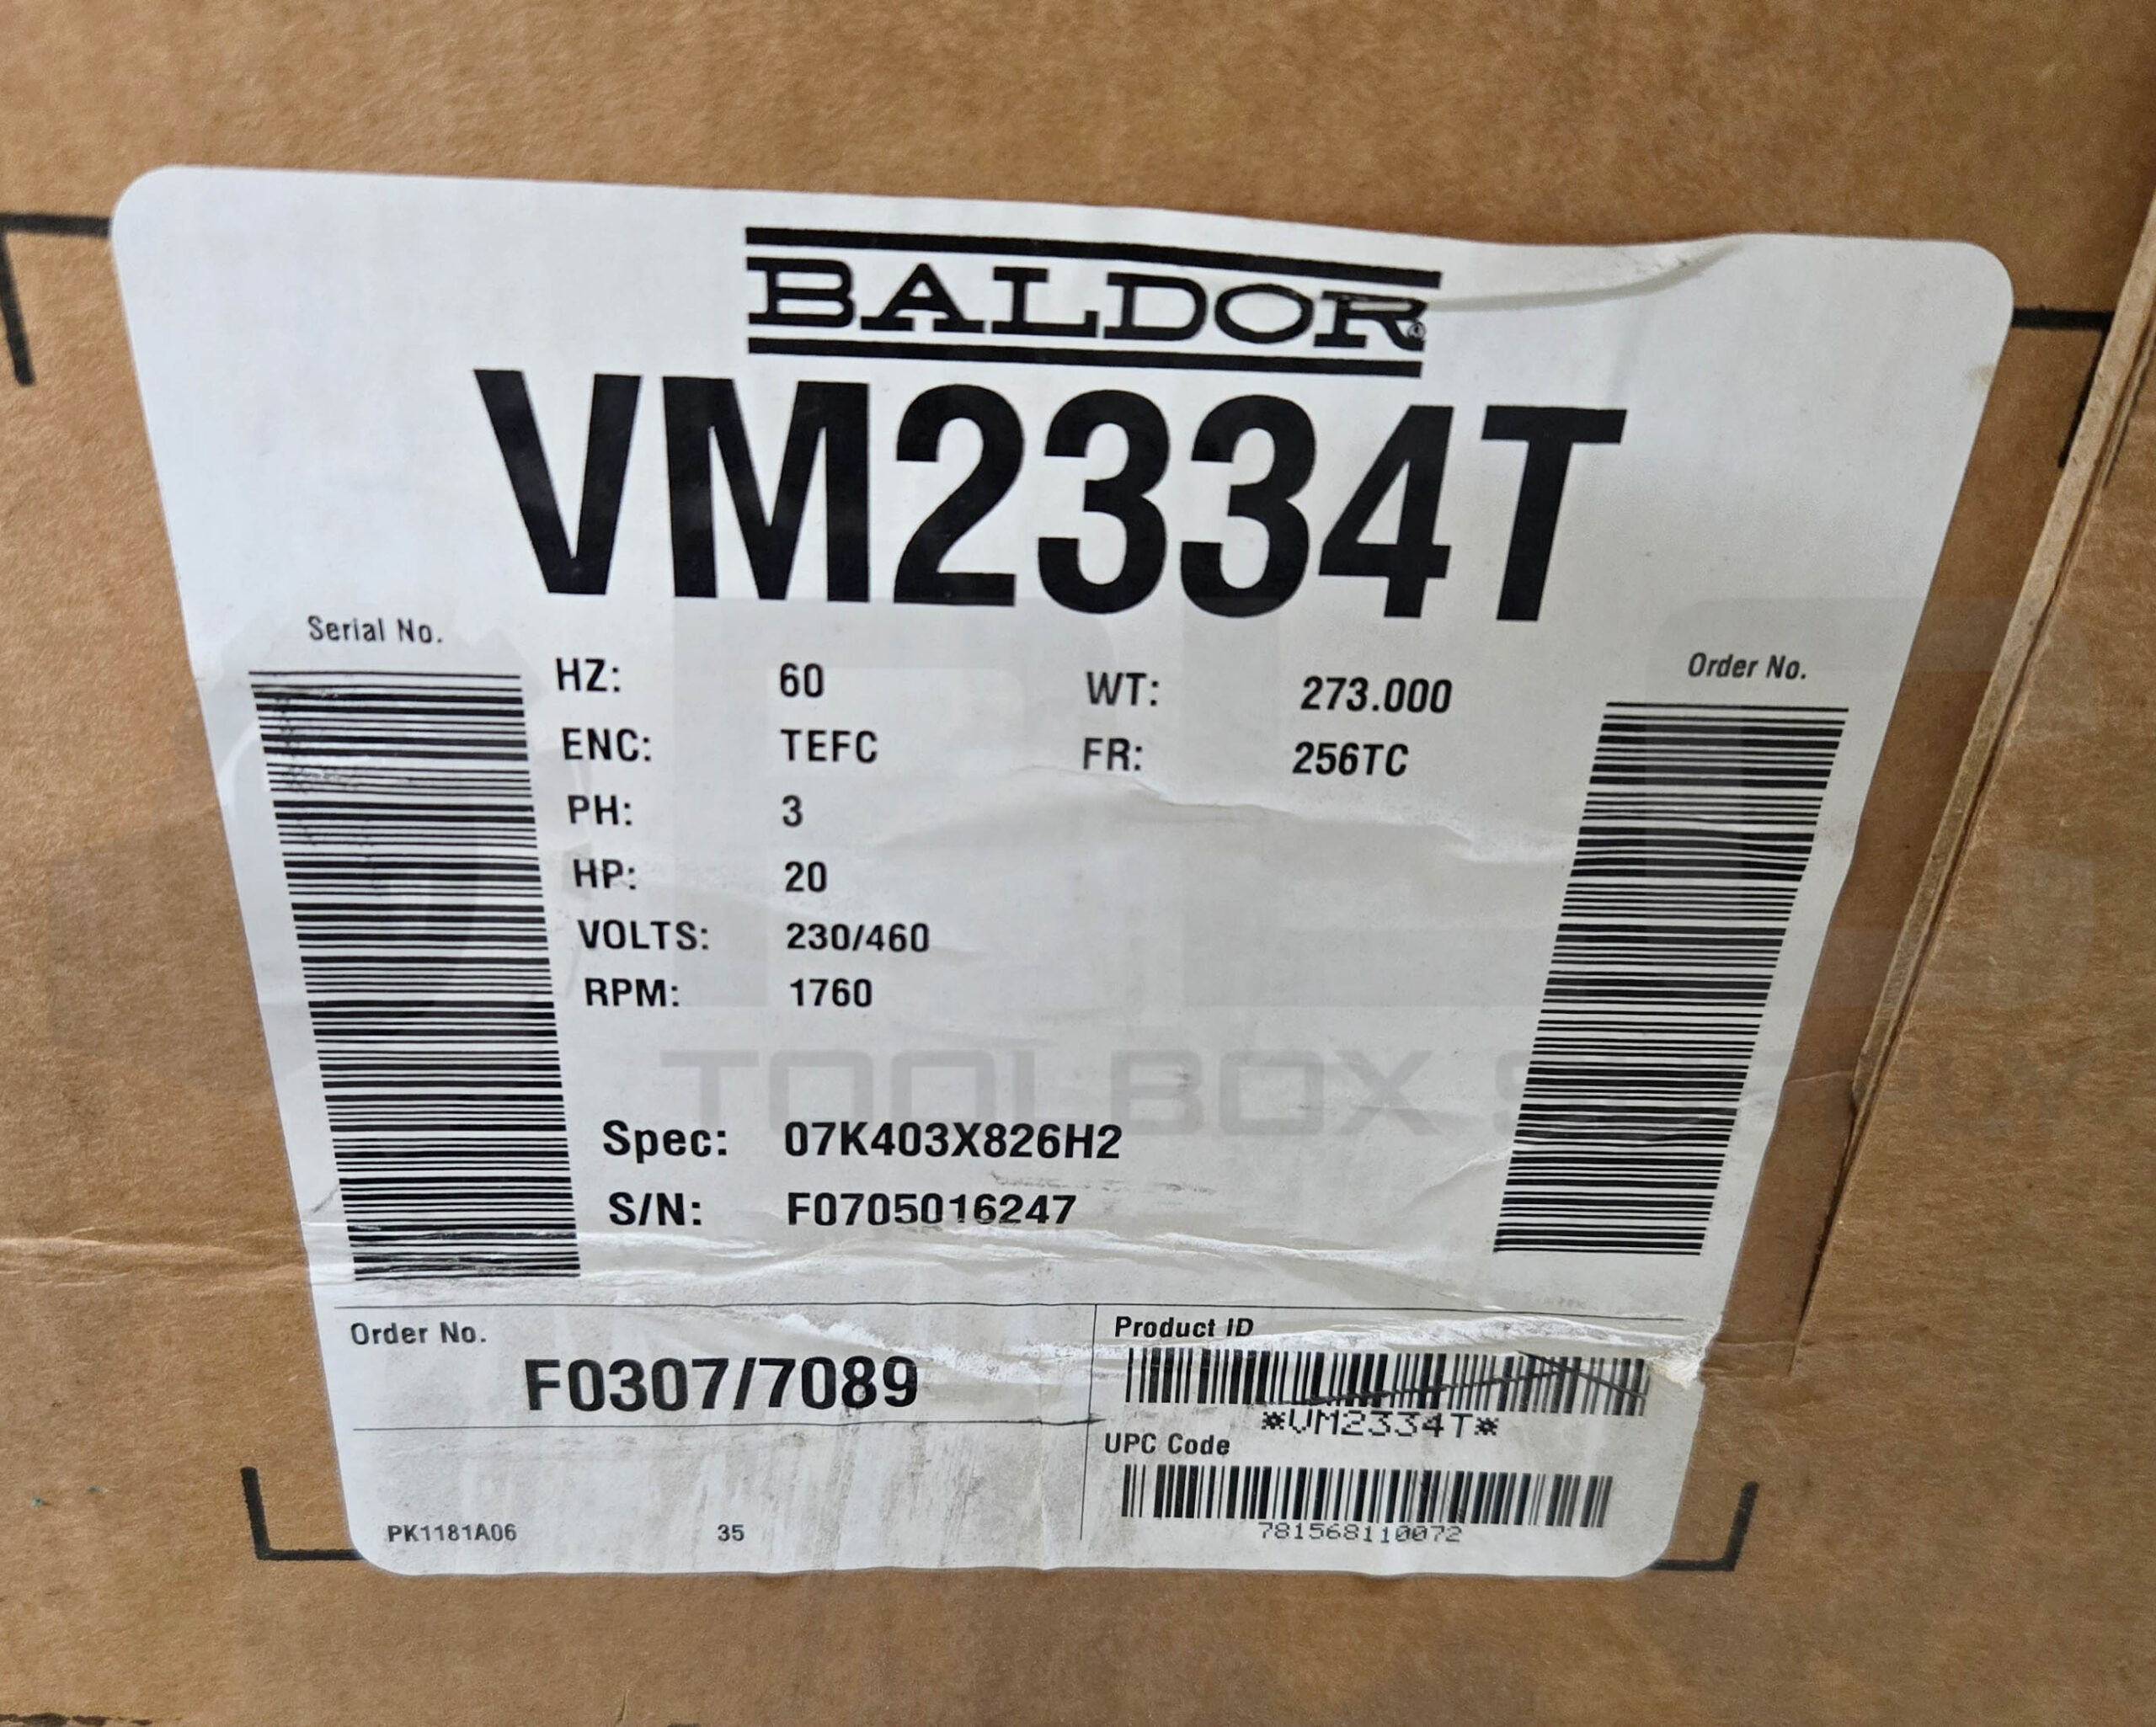 BALDOR
VM2334T
Serial No.
Order No.
HZ: 60 WT: 273.000
ENC: TEFC FR: 256TC
PH: 3
HP: 20
VOLTS: 230/460
RPM: 1760
TOOLBOX
Spec: 07K403X826H2
S/N: F0705016247
Order No.
F0307/7089
Product ID
*VM2334T*
UPC Code
781568110072
PK1181A06 35